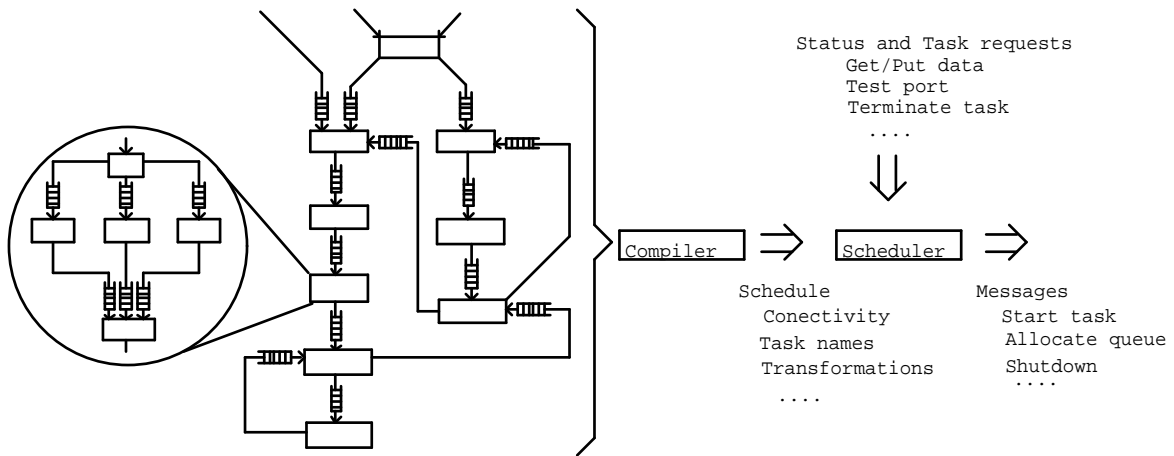 Status and Task requests
Get/Put data
Test port
Terminate task
....
Compiler
Scheduler
Schedule
Conectivity
Task names
Transformations
....
Messages
Start task
Allocate queue
Shutdown
....